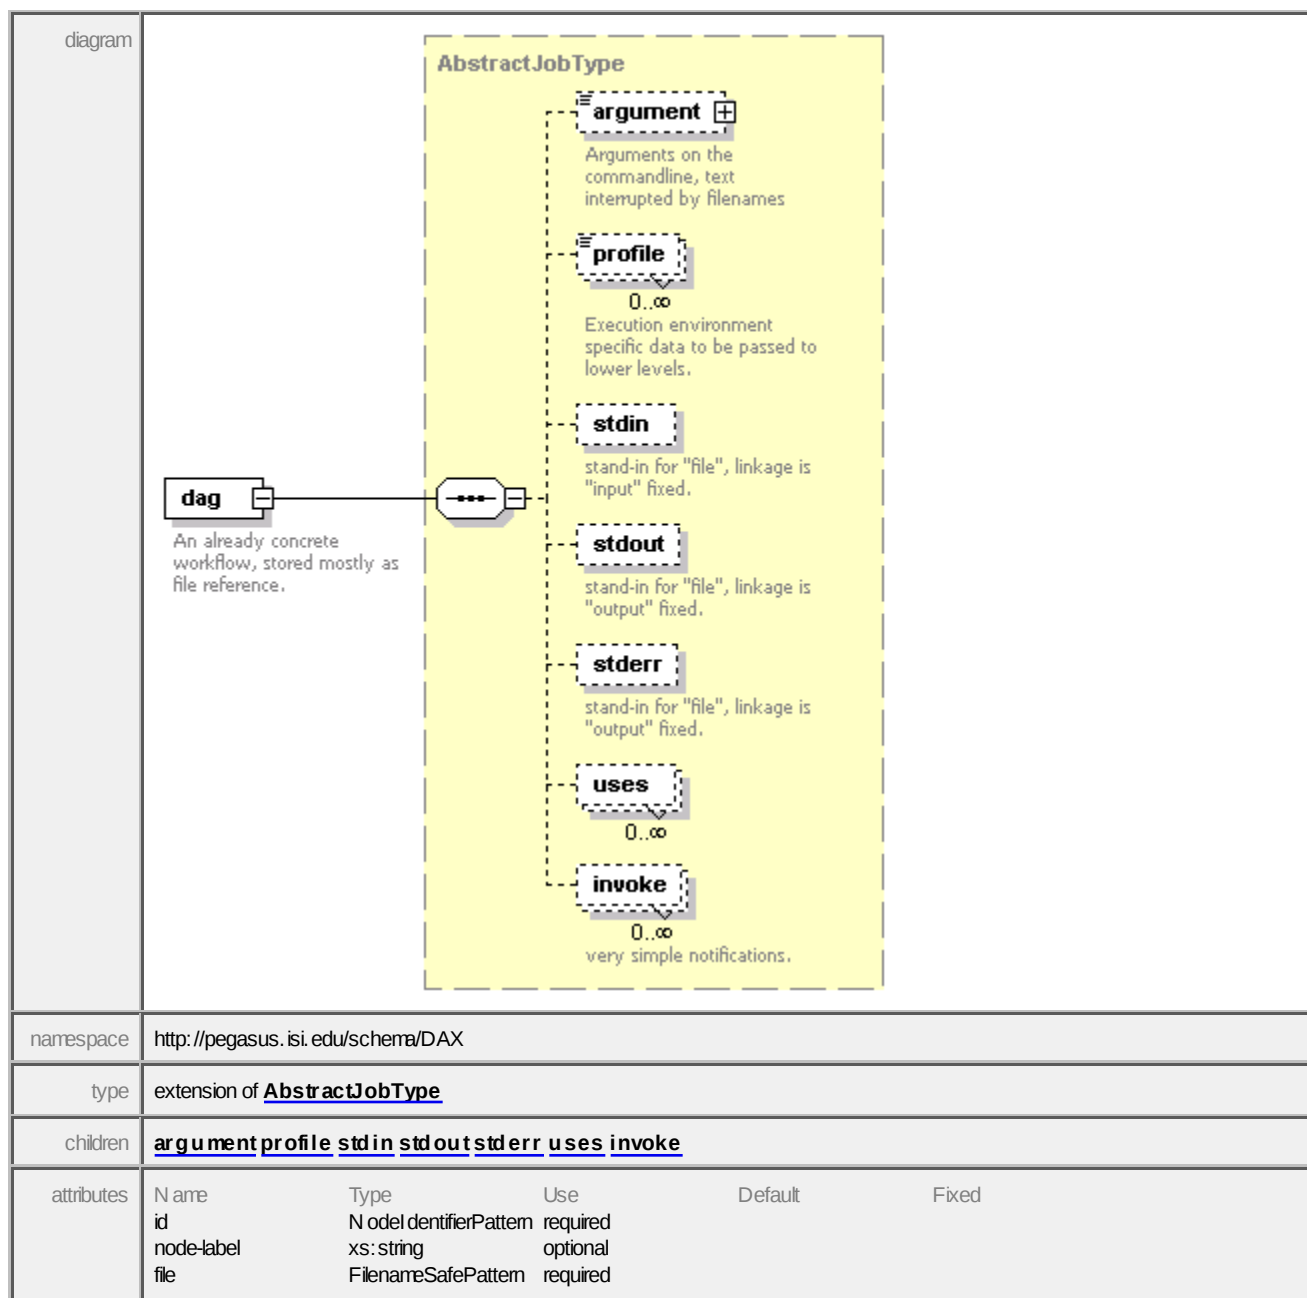 diagram
AbstractJobType
argument
Arguments on the
commandline, text
interrupted by filenames
profile
0..∞
Execution environment
specific data to be passed to
lower levels.
stdin
stand-in for "file", linkage is
"input" fixed.
dag
An already concrete
workflow, stored mostly as
file reference.
stdout
stand-in for "file", linkage is
"output" fixed.
stderr
stand-in for "file", linkage is
"output" fixed.
uses
0..∞
invoke
0..∞
very simple notifications.
namespace http://pegasus.isi.edu/schema/DAX
type extension of AbstractJobType
children argument profile stdin stdout stderr uses invoke
attributes Name Type Use Default Fixed
id NodeIdentifierPattern required
node-label xs:string optional
file FilenameSafePattern required